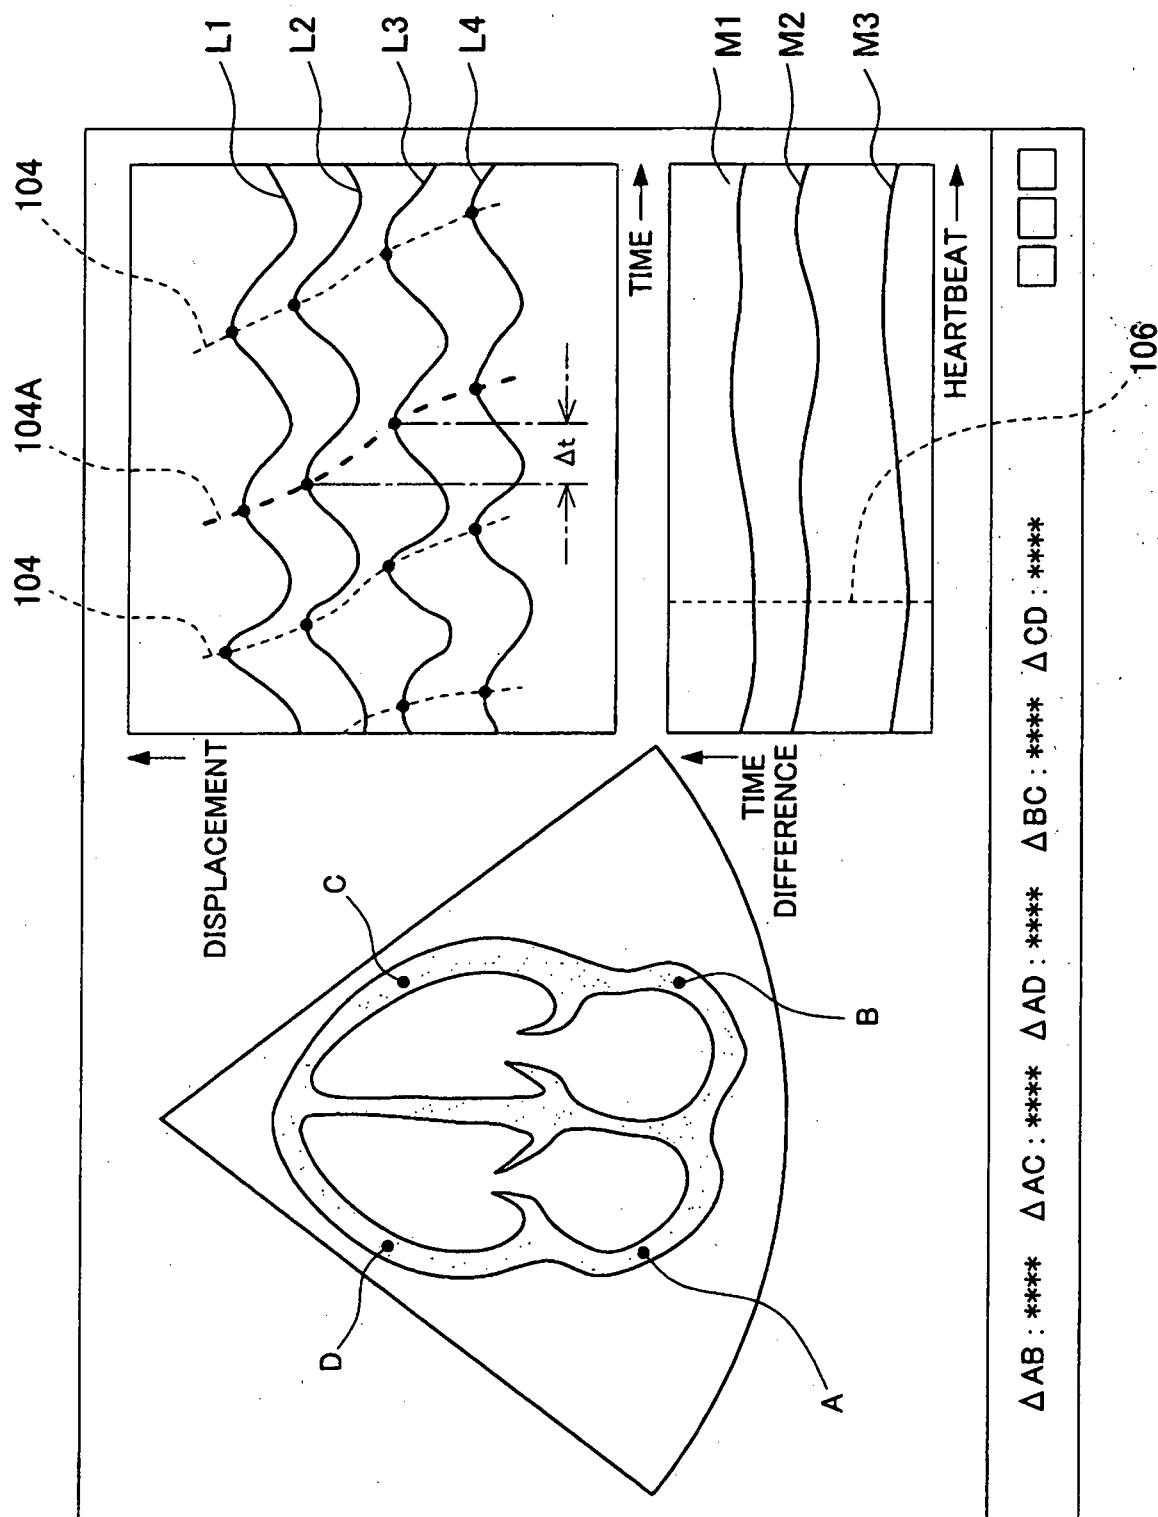 104
104A
104
DISPLACEMENT
L1
L2
L3
L4
Δt
TIME
C
D
B
A
TIME
DIFFERENCE
M1
M2
M3
HEARTBEAT
106
ΔAB : **** ΔAC : **** ΔAD : **** ΔBC : **** ΔCD : ****